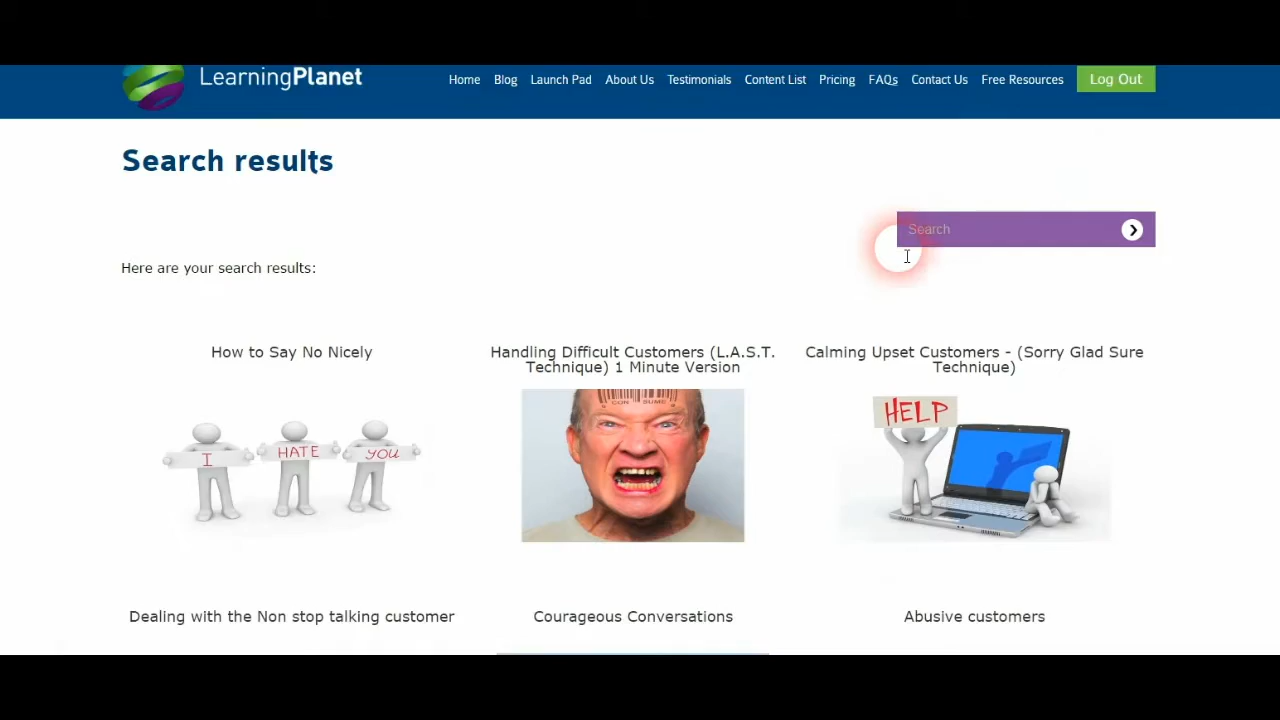 LearningPlanet
Home Blog Launch Pad About Us Testimonials Content List Pricing FAQs Contact Us Free Resources Log Out
Search results
Search
Here are your search results:
How to Say No Nicely
Handling Difficult Customers (L.A.S.T.
Technique) 1 Minute Version
Calming Upset Customers - (Sorry Glad Sure
Technique)
I HATE YOU
CON SUME
HELP
Dealing with the Non stop talking customer
Courageous Conversations
Abusive customers